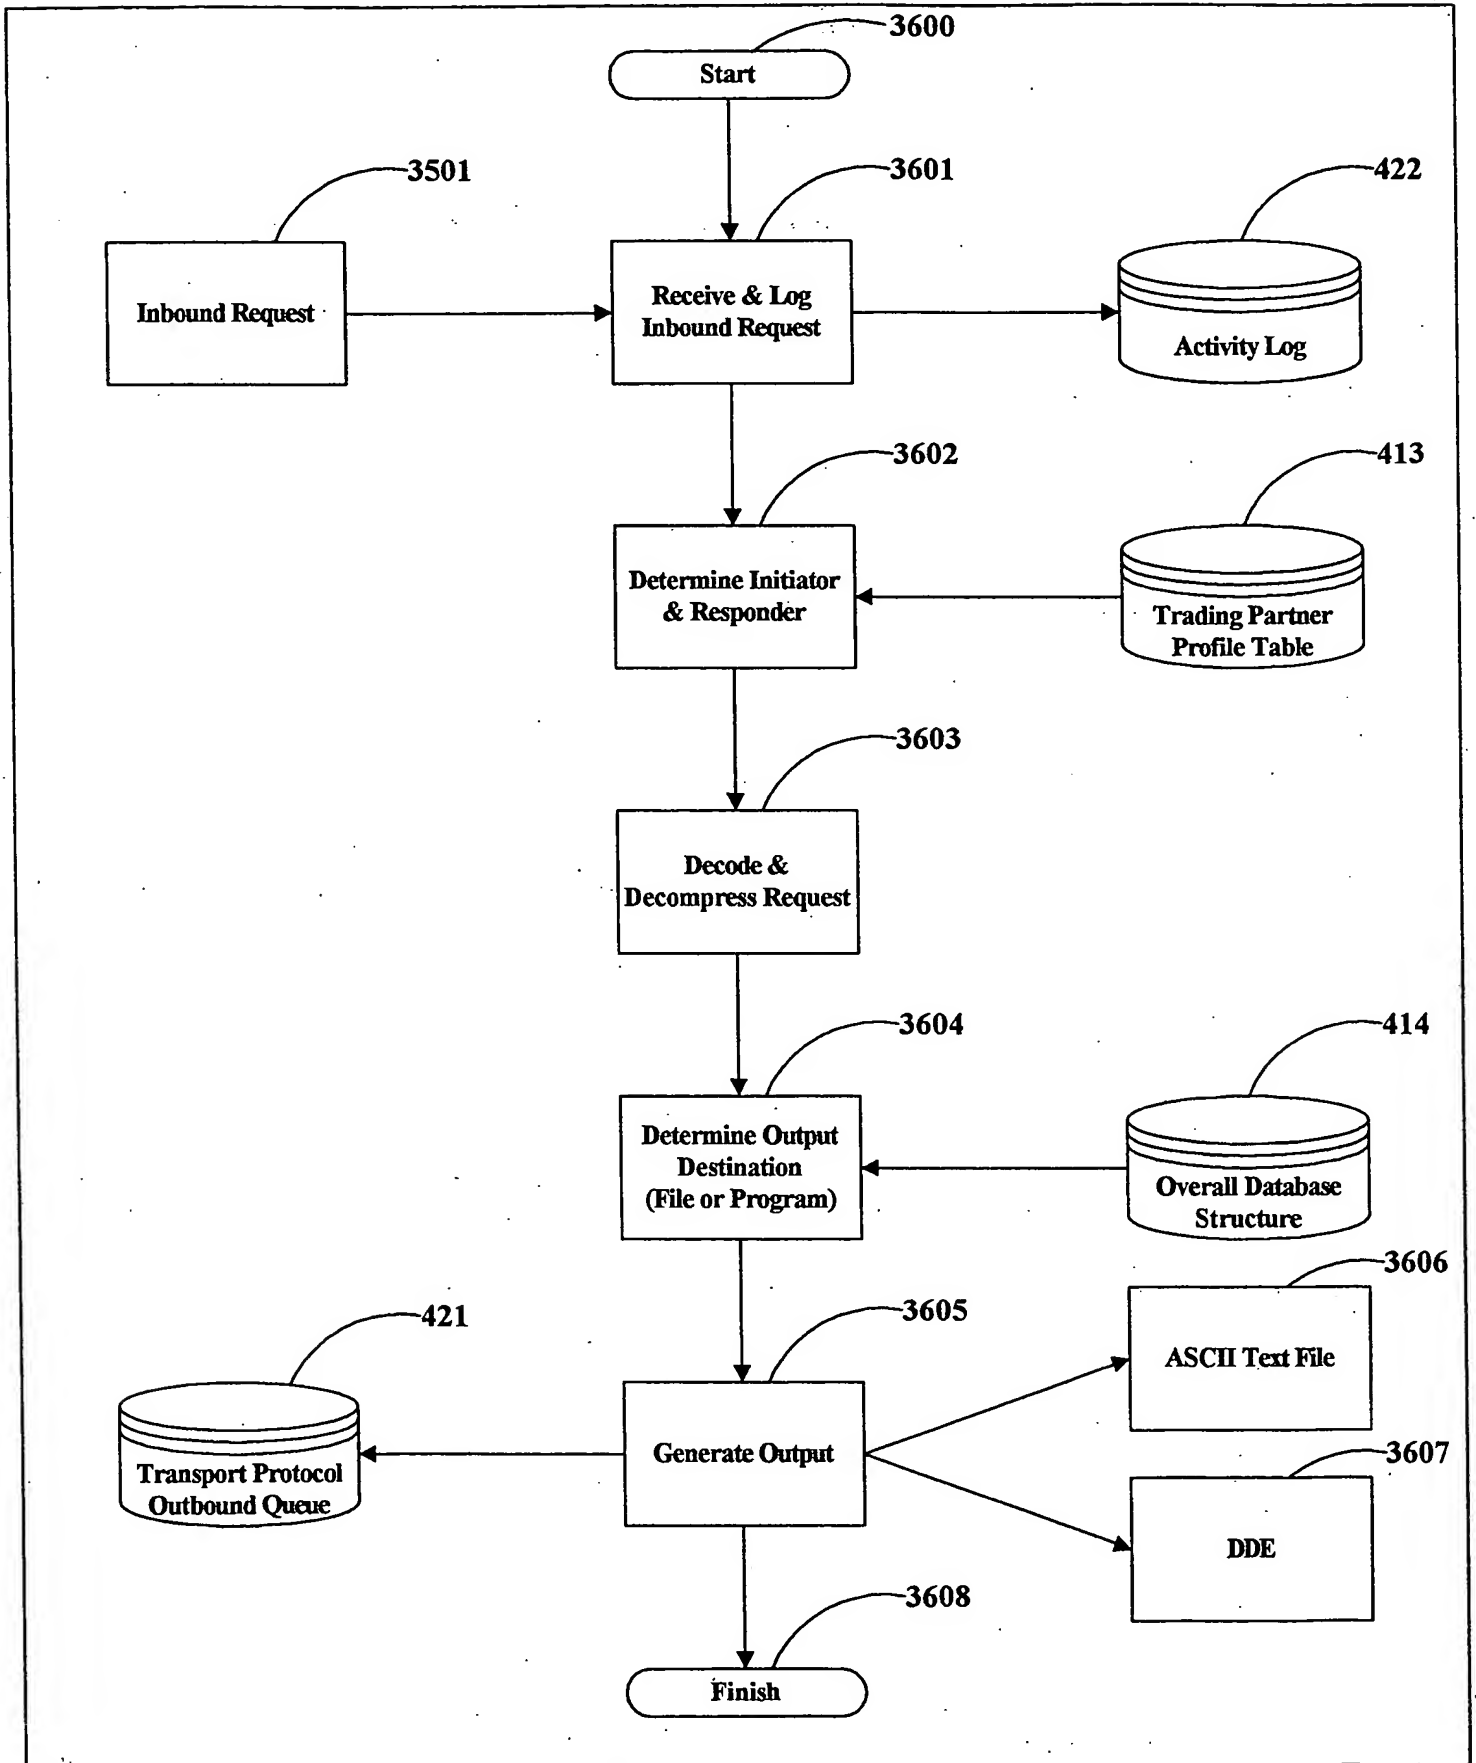 3600
Start
3501
3601
422
Inbound Request
Receive & Log
Inbound Request
Activity Log
3602
413
Determine Initiator
& Responder
Trading Partner
Profile Table
3603
Decode &
Decompress Request
3604
414
Determine Output
Destination
(File or Program)
Overall Database
Structure
3606
421
3605
ASCII Text File
Transport Protocol
Outbound Queue
Generate Output
3607
DDE
3608
Finish